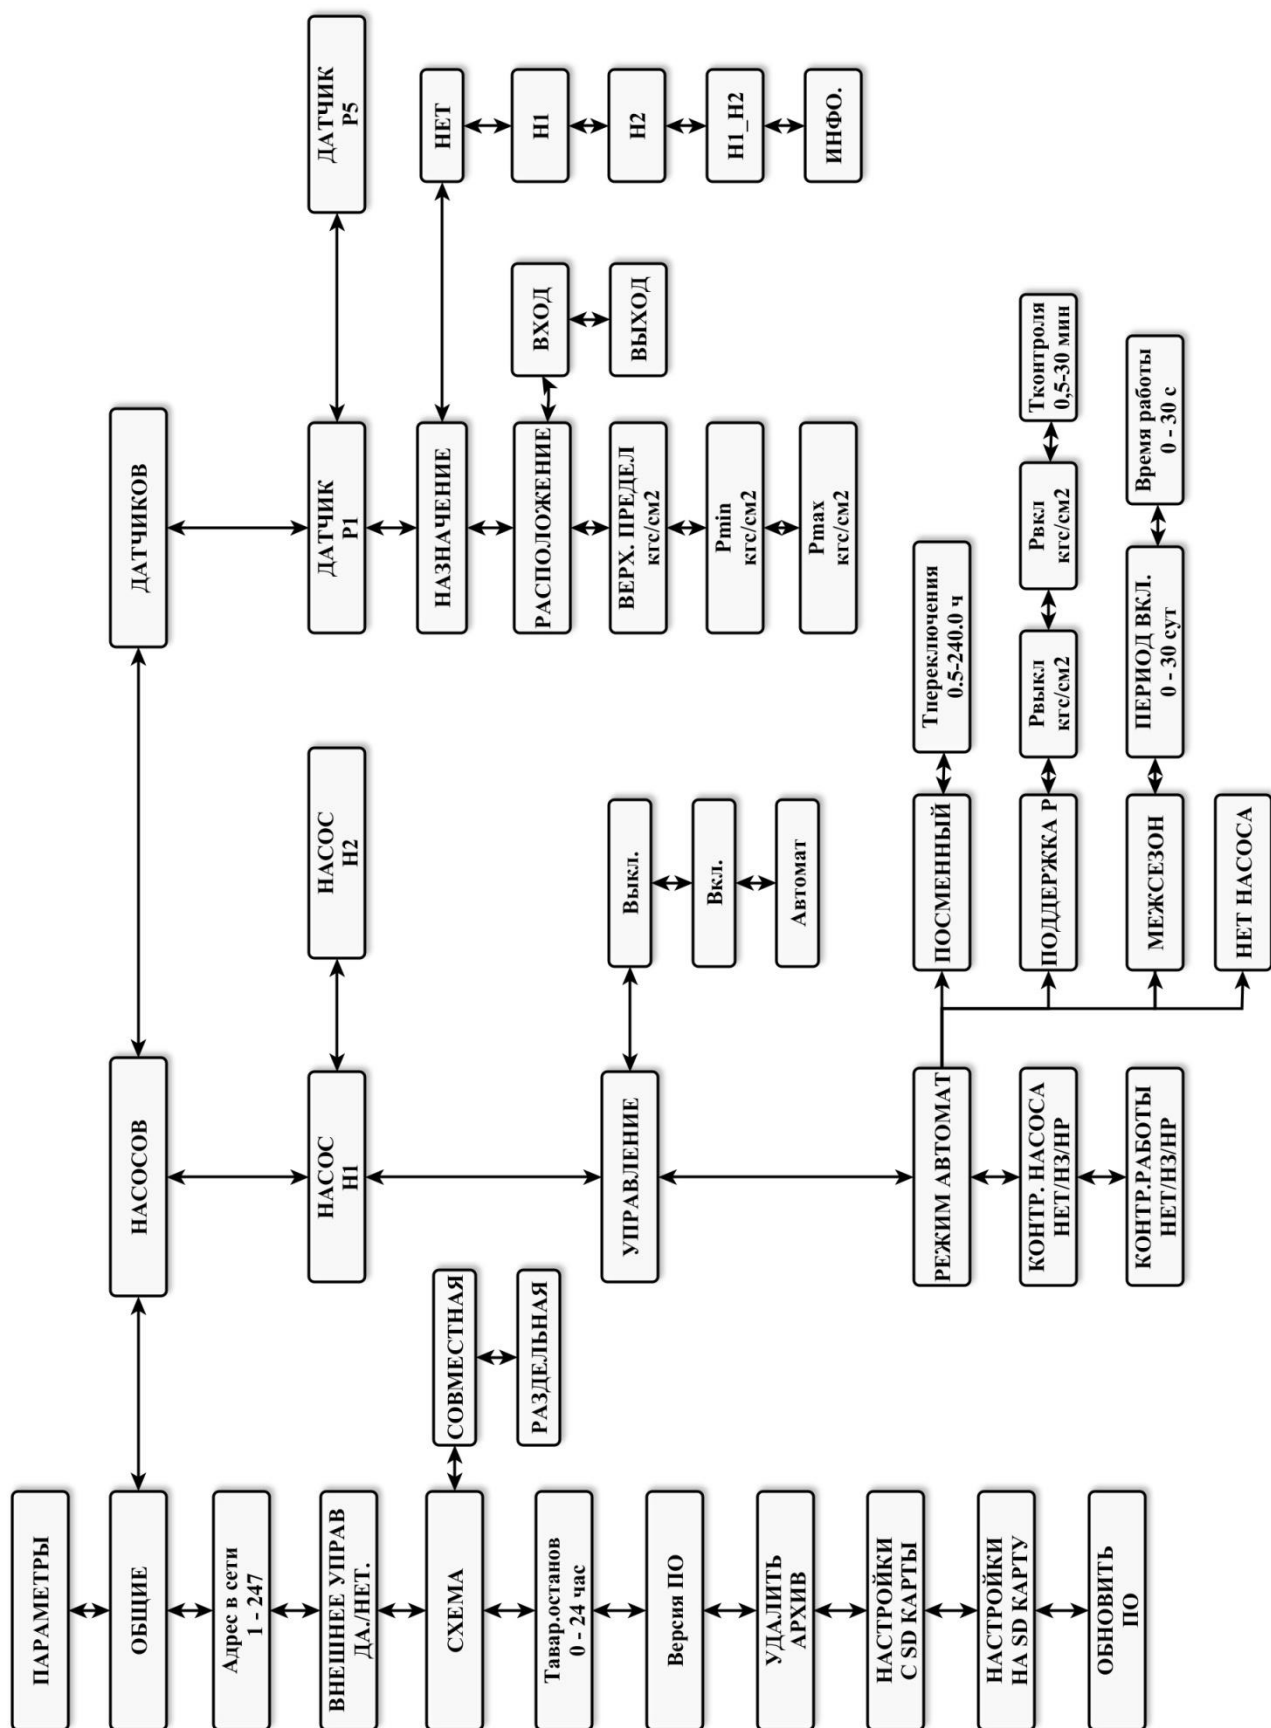 ПАРАМЕТРЫ
ОБЩИЕ
Адрес в сети
1 - 247
ВНЕШНЕЕ УПРАВ
ДА./НЕТ.
СХЕМА
СОВМЕСТНАЯ
РАЗДЕЛЬНАЯ
Тавар.останов
0 - 24 час
Версия ПО
УДАЛИТЬ
АРХИВ
НАСТРОЙКИ
С SD КАРТЫ
НАСТРОЙКИ
НА SD КАРТУ
ОБНОВИТЬ
ПО
НАСОСОВ
НАСОС
Н1
НАСОС
Н2
УПРАВЛЕНИЕ
Выкл.
Вкл.
Автомат
РЕЖИМ АВТОМАТ
ПОСМЕННЫЙ
Тпереключения
0.5-240.0 ч
ПОДДЕРЖКА Р
Рвыкл
кгс/см2
Рвкл
кгс/см2
Тконтроля
0,5-30 мин
МЕЖСЕЗОН
ПЕРИОД ВКЛ.
0 - 30 сут
Время работы
0 - 30 с
НЕТ НАСОСА
КОНТР. НАСОСА
НЕТ/НЗ/НР
КОНТР.РАБОТЫ
НЕТ/НЗ/НР
ДАТЧИКОВ
ДАТЧИК
Р1
ДАТЧИК
Р5
НАЗНАЧЕНИЕ
НЕТ
Н1
Н2
Н1_Н2
ИНФО.
РАСПОЛОЖЕНИЕ
ВХОД
ВЫХОД
ВЕРХ. ПРЕДЕЛ
кгс/см2
Pmin
кгс/см2
Pmax
кгс/см2